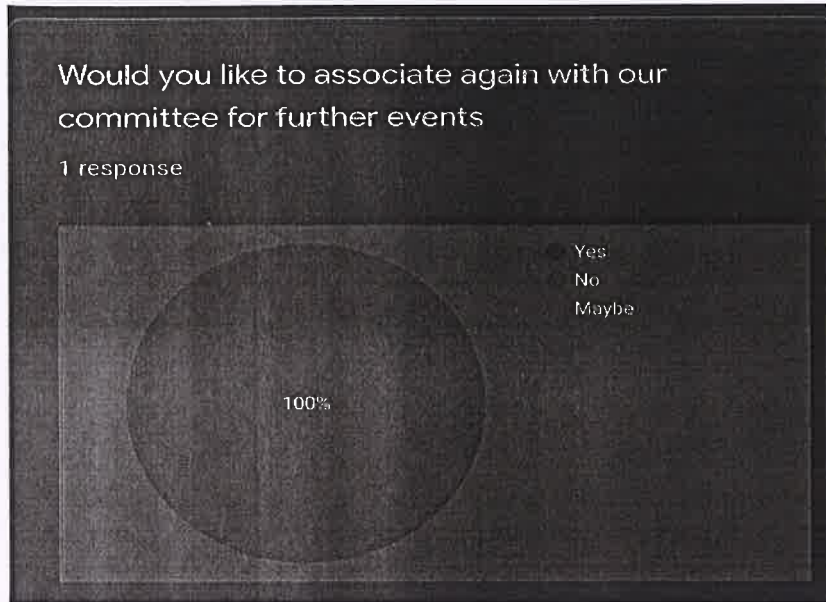 Would you like to associate again with our
committee for further events
1 response
Yes
No
Maybe
100%